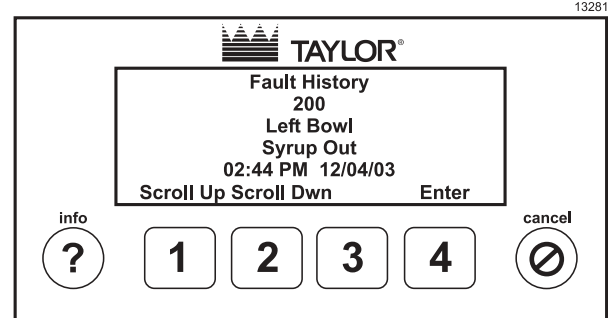 13281
TAYLOR®
Fault History
200
Left Bowl
Syrup Out
02:44 PM 12/04/03
Scroll Up Scroll Dwn Enter
info cancel
? 1 2 3 4